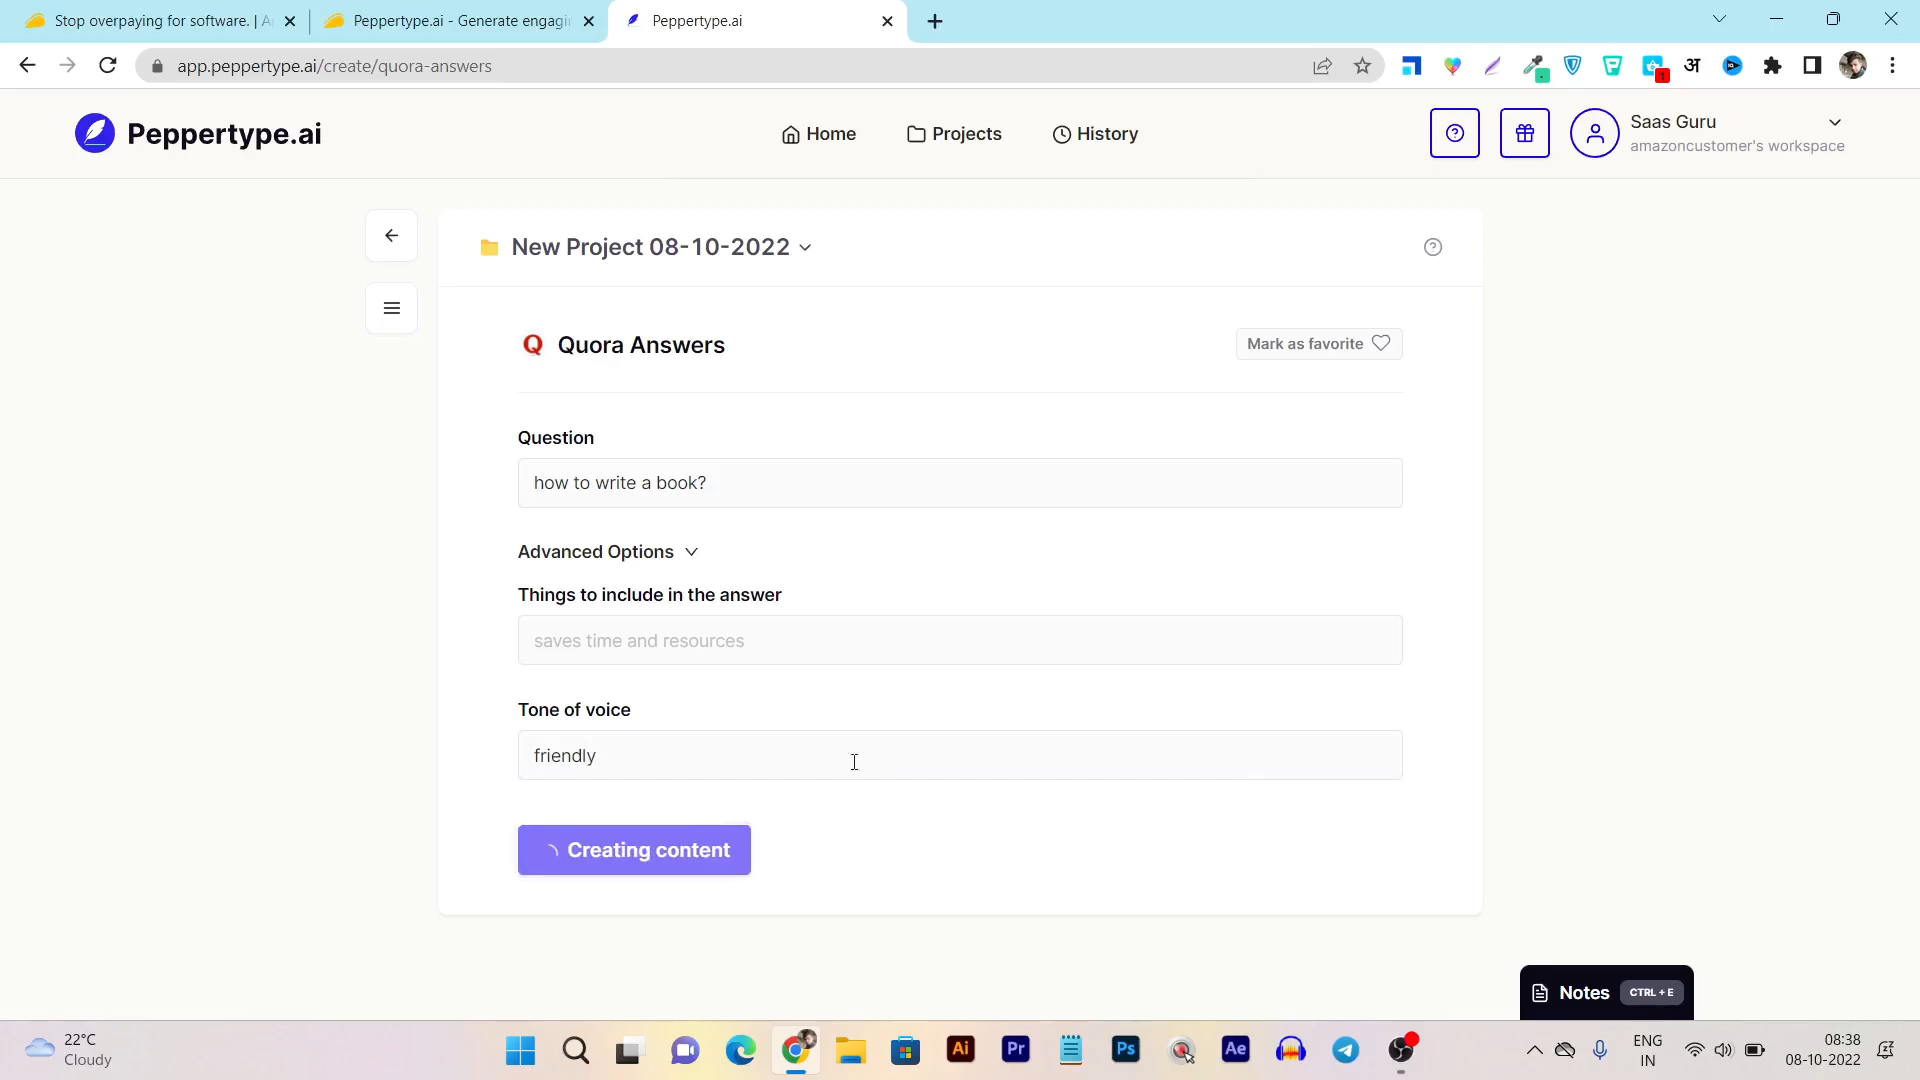 Stop overpaying for software. | A
Peppertype.ai - Generate engagi
Peppertype.ai
app.peppertype.ai/create/quora-answers
1
अ
Peppertype.ai
Home
Projects
History
Saas Guru
amazoncustomer's workspace
New Project 08-10-2022
Q Quora Answers
Mark as favorite
Question
how to write a book?
Advanced Options
Things to include in the answer
saves time and resources
Tone of voice
friendly
Creating content
Notes CTRL + E
22°C
Cloudy
Ai
Pr
Ps
Ae
ENG
IN
08:38
08-10-2022